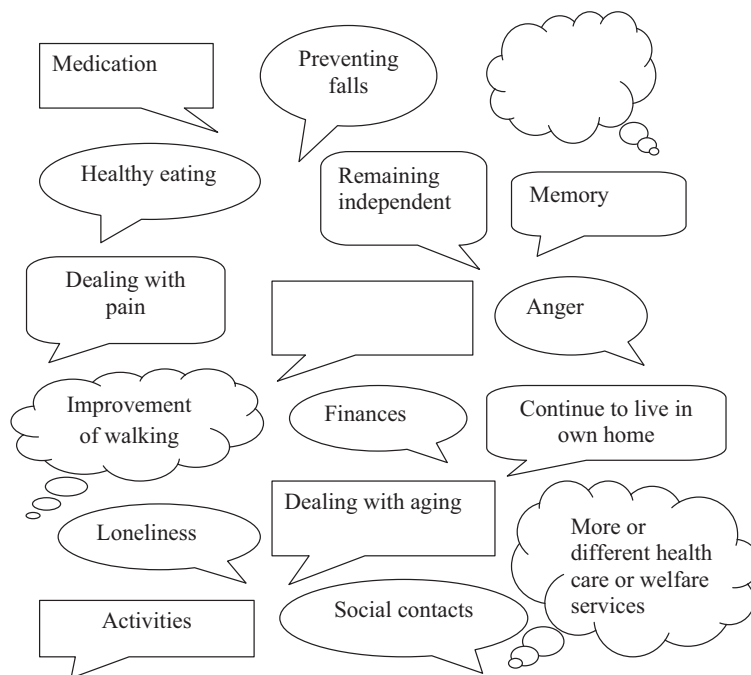 Medication
Preventing
falls
Healthy eating
Remaining
independent
Memory
Dealing with
pain
Anger
Improvement
of walking
Finances
Continue to live in
own home
Dealing with aging
Loneliness
More or
different health
care or welfare
services
Activities
Social contacts